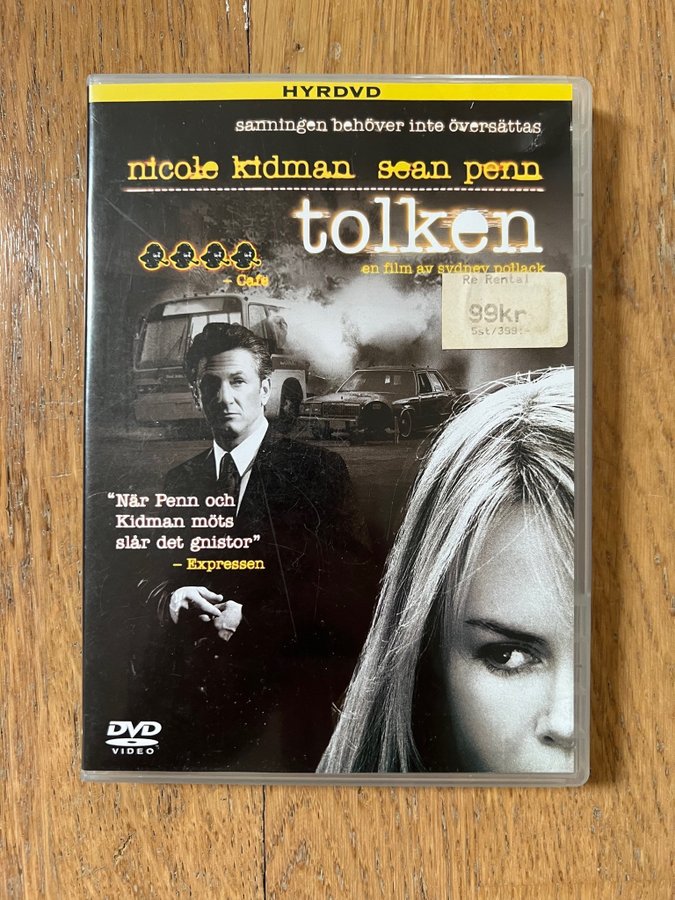 HYRDVD
sanningen behöver inte översättas
nicole kidman sean penn
tolken
en film av sydney pollack
– Café
Re Rental
99kr
5st/399:-
"När Penn och
Kidman möts
slår det gnistor"
– Expressen
DVD
VIDEO